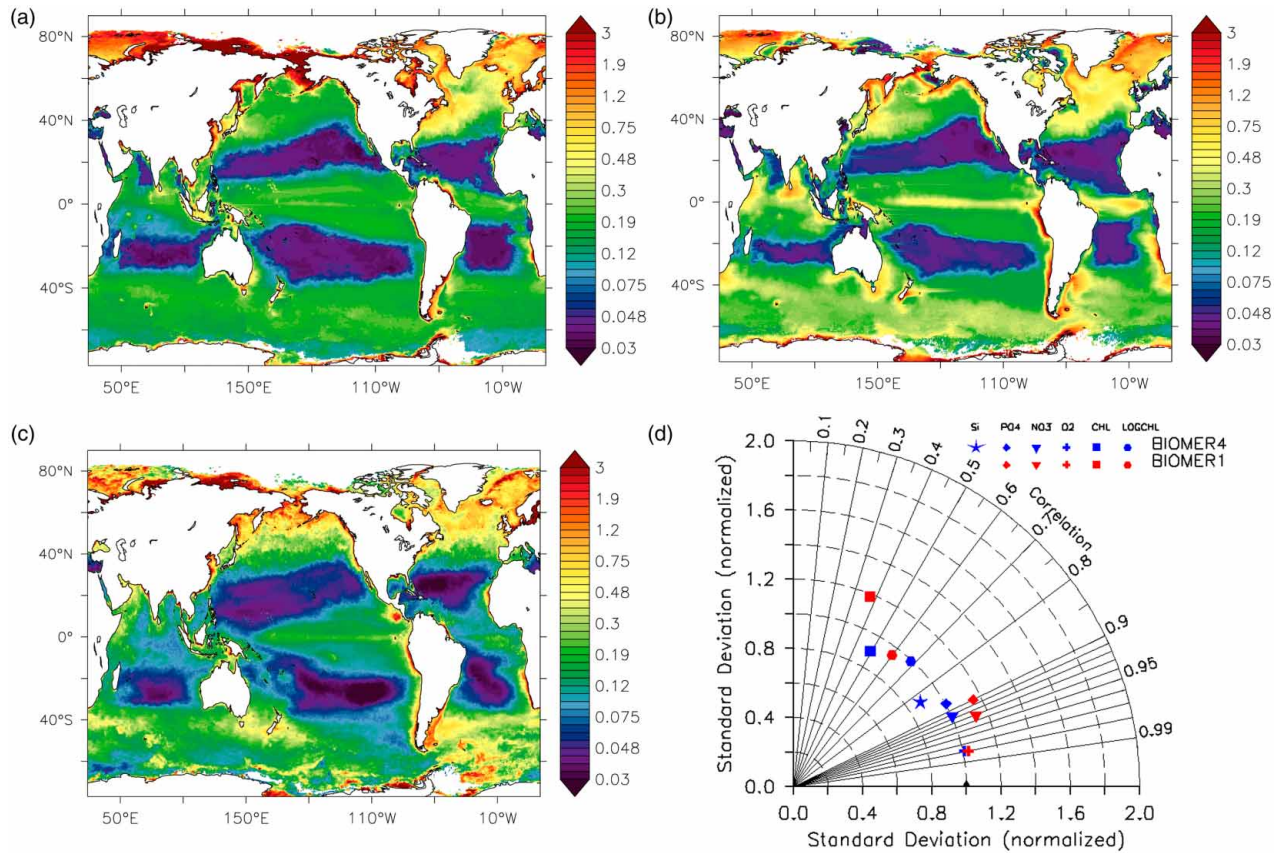 (a)
80°N
40°N
0°
40°S
50°E 150°E 110°W 10°W
3
1.9
1.2
0.75
0.48
0.3
0.19
0.12
0.075
0.048
0.03
(b)
80°N
40°N
0°
40°S
50°E 150°E 110°W 10°W
3
1.9
1.2
0.75
0.48
0.3
0.19
0.12
0.075
0.048
0.03
(c)
80°N
40°N
0°
40°S
50°E 150°E 110°W 10°W
3
1.9
1.2
0.75
0.48
0.3
0.19
0.12
0.075
0.048
0.03
(d)
Si PO4 NO3 O2 CHL LOGCHL
BIOMER4
BIOMER1
0.1 0.2 0.3 0.4 0.5 0.6 0.7 0.8 0.9 0.95 0.99
Correlation
2.0
1.6
1.2
0.8
0.4
0.0
Standard Deviation (normalized)
0.0 0.4 0.8 1.2 1.6 2.0
Standard Deviation (normalized)